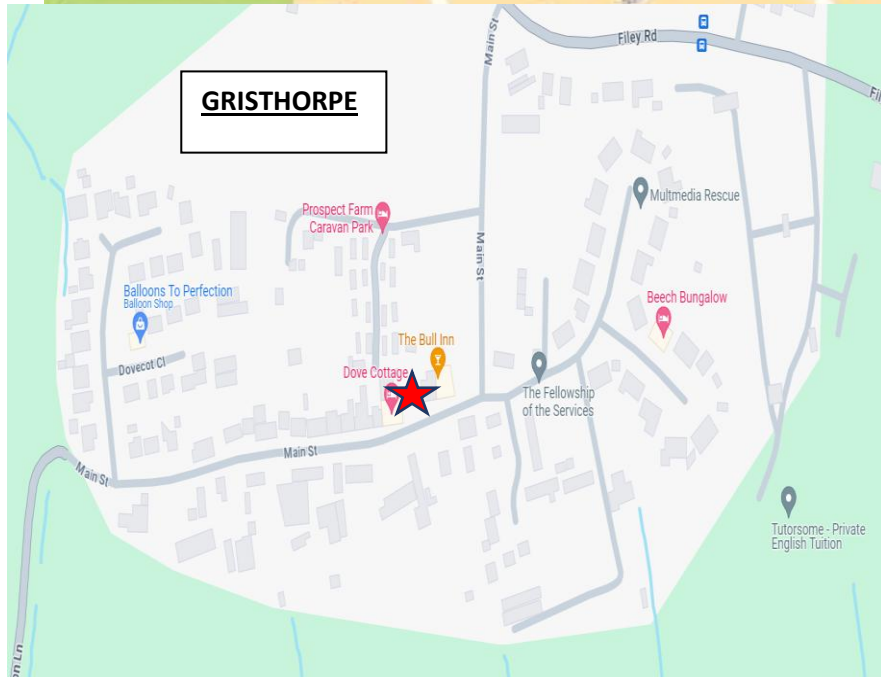 Filey Rd
Main St
GRISTHORPE
Multmedia Rescue
Prospect Farm
Caravan Park
Main St
Balloons To Perfection
Balloon Shop
Beech Bungalow
The Bull Inn
Dovecot Cl
Dove Cottage
The Fellowship
of the Services
Main St
Main St
Tutorsome - Private
English Tuition